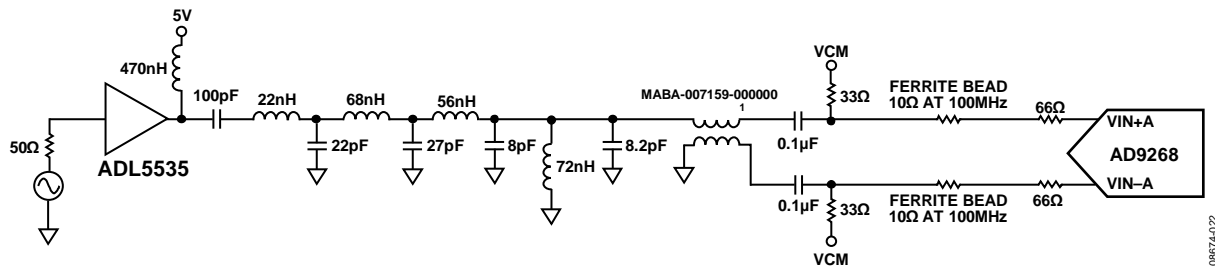 5V
470nH
100pF
22nH
68nH
56nH
22pF
27pF
8pF
72nH
8.2pF
50Ω
ADL5535
MABA-007159-000000
1
0.1µF
VCM
33Ω
FERRITE BEAD
10Ω AT 100MHz
66Ω
VIN+A
AD9268
VIN–A
0.1µF
33Ω
VCM
FERRITE BEAD
10Ω AT 100MHz
66Ω
08674-022